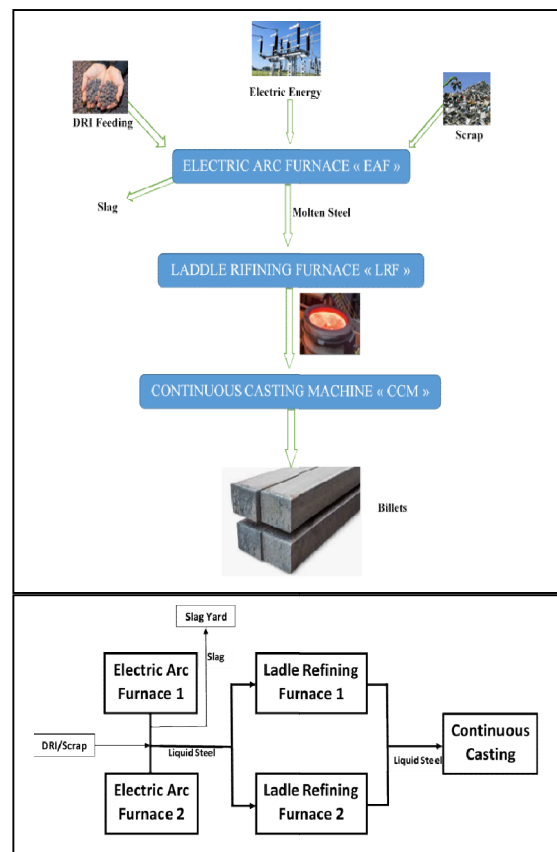 Electric Energy
DRI Feeding
Scrap
ELECTRIC ARC FURNACE « EAF »
Slag
Molten Steel
LADDLE RIFINING FURNACE « LRF »
CONTINUOUS CASTING MACHINE « CCM »
Billets
Slag Yard
Slag
Electric Arc
Furnace 1
Ladle Refining
Furnace 1
DRI/Scrap
Liquid Steel
Liquid Steel
Continuous
Casting
Electric Arc
Furnace 2
Ladle Refining
Furnace 2